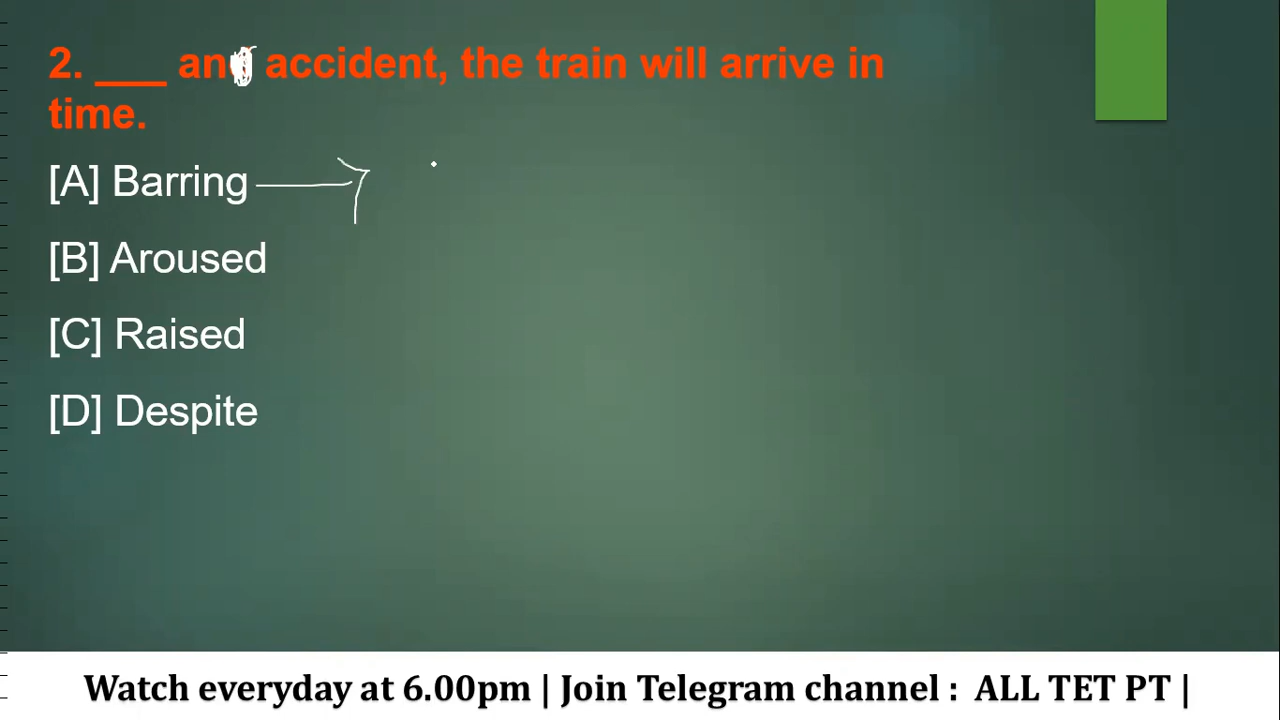 2. ___ an accident, the train will arrive in
time.
[A] Barring
[B] Aroused
[C] Raised
[D] Despite
Watch everyday at 6.00pm | Join Telegram channel : ALL TET PT |